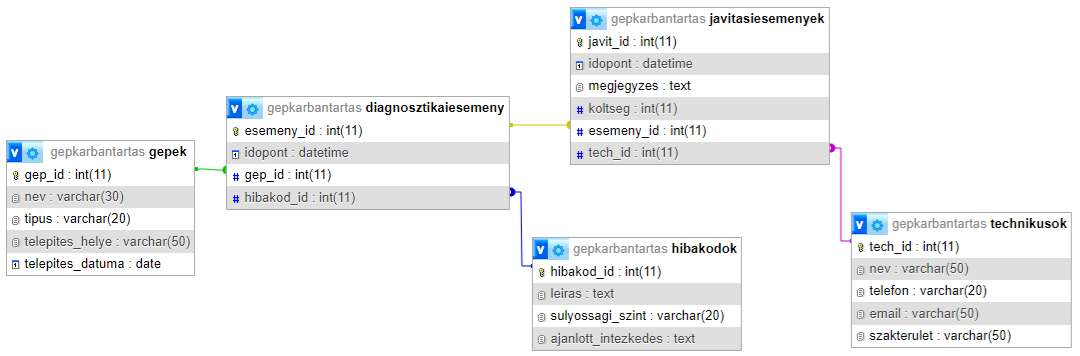 gepkarbantartas gepek
gep_id : int(11)
nev : varchar(30)
tipus : varchar(20)
telepites_helye : varchar(50)
telepites_datuma : date
gepkarbantartas diagnosztikaiesemeny
esemeny_id : int(11)
idopont : datetime
gep_id : int(11)
hibakod_id : int(11)
gepkarbantartas javitasiesemenyek
javit_id : int(11)
idopont : datetime
megjegyzes : text
koltseg : int(11)
esemeny_id : int(11)
tech_id : int(11)
gepkarbantartas hibakodok
hibakod_id : int(11)
leiras : text
sulyossagi_szint : varchar(20)
ajanlott_intezkedes : text
gepkarbantartas technikusok
tech_id : int(11)
nev : varchar(50)
telefon : varchar(20)
email : varchar(50)
szakterulet : varchar(50)